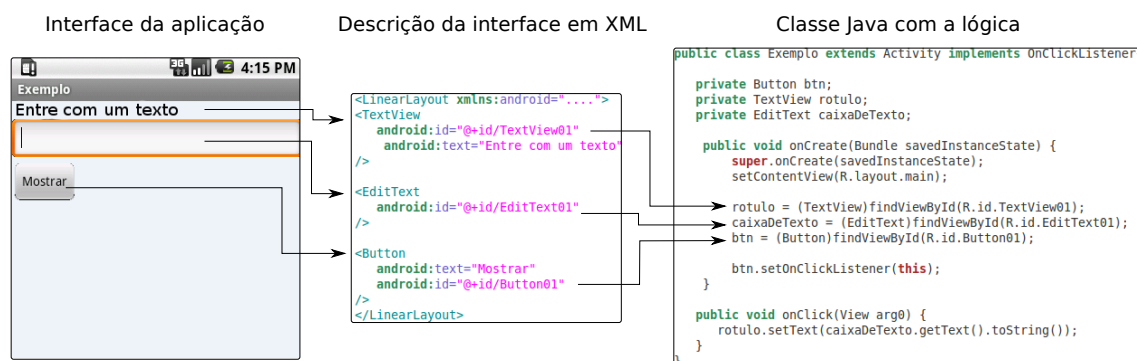 Interface da aplicação
Descrição da interface em XML
Classe Java com a lógica
3G 4:15 PM
Exemplo
Entre com um texto
Mostrar
<LinearLayout xmlns:android="....">
<TextView
android:id="@+id/TextView01"
android:text="Entre com um texto"
/>
<EditText
android:id="@+id/EditText01"
/>
<Button
android:text="Mostrar"
android:id="@+id/Button01"
/>
</LinearLayout>
public class Exemplo extends Activity implements OnClickListener
private Button btn;
private TextView rotulo;
private EditText caixaDeTexto;
public void onCreate(Bundle savedInstanceState) {
super.onCreate(savedInstanceState);
setContentView(R.layout.main);
rotulo = (TextView)findViewById(R.id.TextView01);
caixaDeTexto = (EditText)findViewById(R.id.EditText01);
btn = (Button)findViewById(R.id.Button01);
btn.setOnClickListener(this);
}
public void onClick(View arg0) {
rotulo.setText(caixaDeTexto.getText().toString());
}
}